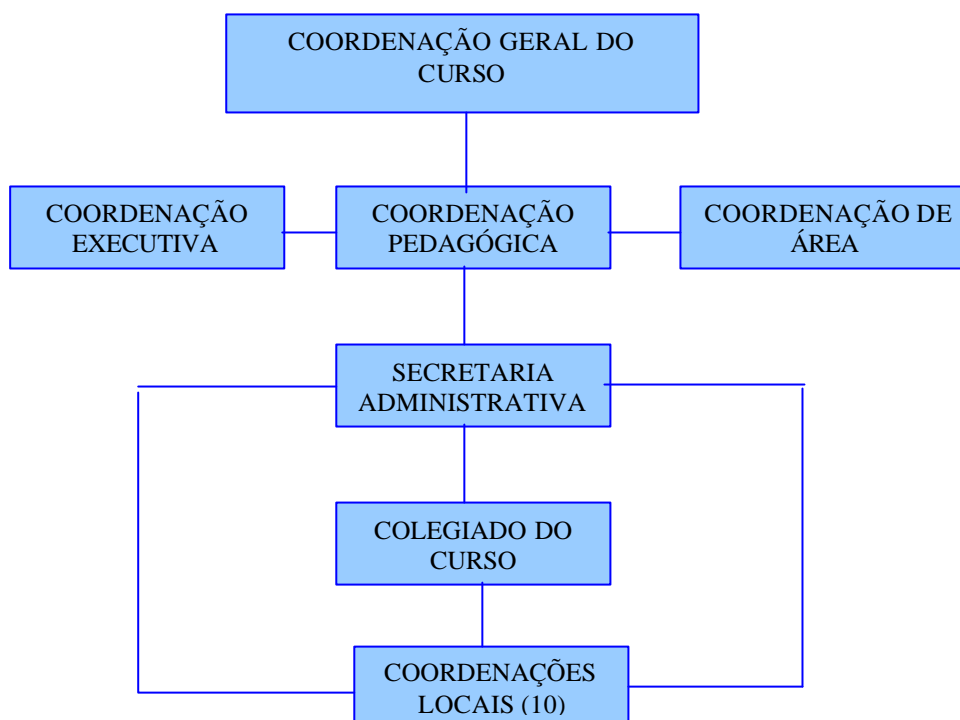 COORDENAÇÃO GERAL DO
CURSO
COORDENAÇÃO
EXECUTIVA
COORDENAÇÃO
PEDAGÓGICA
COORDENAÇÃO DE
ÁREA
SECRETARIA
ADMINISTRATIVA
COLEGIADO DO
CURSO
COORDENAÇÕES
LOCAIS (10)